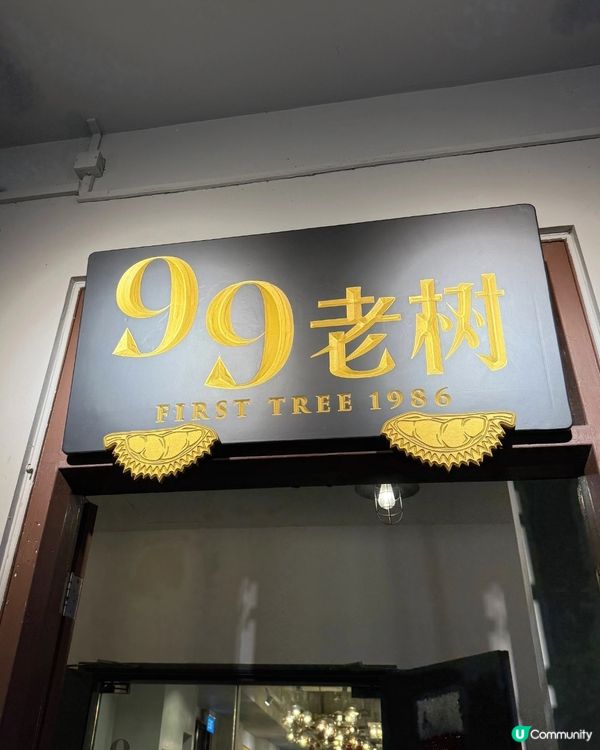 99老树
FIRST TREE 1986
U Community